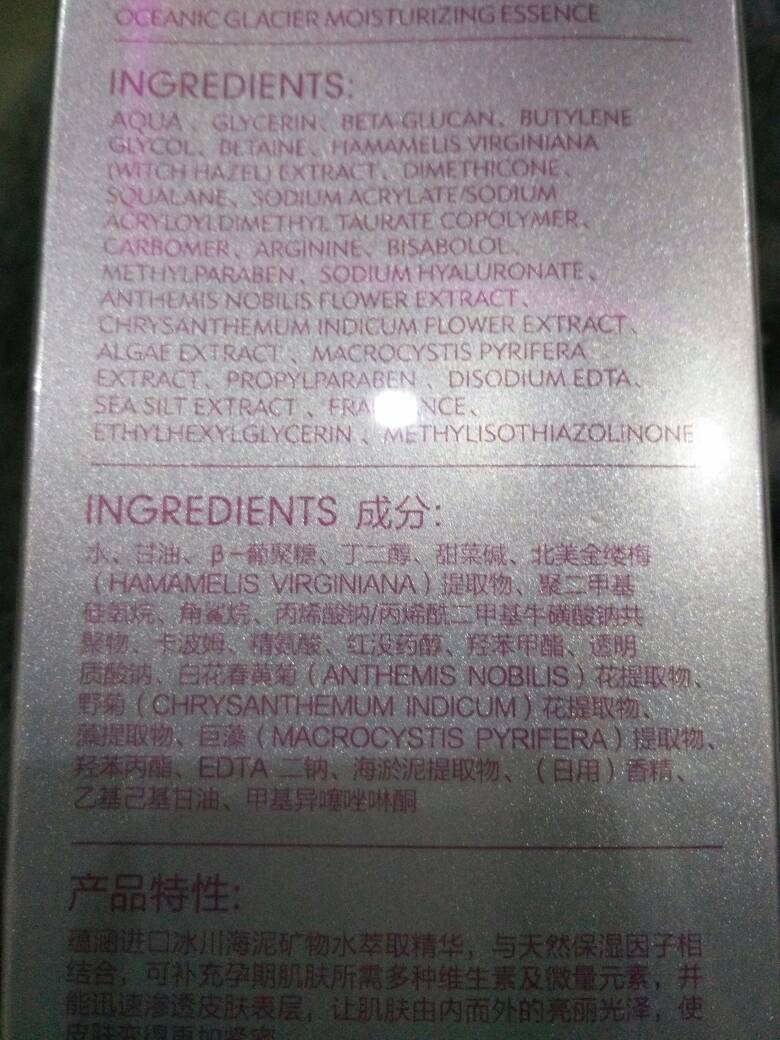 OCEANIC GLACIER MOISTURIZING ESSENCE
INGREDIENTS:
AQUA、GLYCERIN、BETA-GLUCAN、BUTYLENE
GLYCOL、BETAINE、HAMAMELIS VIRGINIANA
(WITCH HAZEL) EXTRACT、DIMETHICONE、
SQUALANE、SODIUM ACRYLATE/SODIUM
ACRYLOYLDIMETHYL TAURATE COPOLYMER、
CARBOMER、ARGININE、BISABOLOL、
METHYLPARABEN、SODIUM HYALURONATE、
ANTHEMIS NOBILIS FLOWER EXTRACT、
CHRYSANTHEMUM INDICUM FLOWER EXTRACT、
ALGAE EXTRACT、MACROCYSTIS PYRIFERA
EXTRACT、PROPYLPARABEN、DISODIUM EDTA、
SEA SILT EXTRACT、
ETHYLHEXYLGLYCERIN、METHYLISOTHIAZOLINONE
INGREDIENTS 成分:
水、甘油、β-葡聚糖、丁二醇、甜菜碱、北美金缕梅
（HAMAMELIS VIRGINIANA）提取物、聚二甲基
硅氧烷、角鲨烷、丙烯酸钠/丙烯酰二甲基牛磺酸钠共
聚物、卡波姆、精氨酸、红没药醇、羟苯甲酯、透明
质酸钠、白花春黄菊（ANTHEMIS NOBILIS）花提取物、
野菊（CHRYSANTHEMUM INDICUM）花提取物、
藻提取物、巨藻（MACROCYSTIS PYRIFERA）提取物、
羟苯丙酯、EDTA 二钠、海淤泥提取物、（日用）香精、
乙基己基甘油、甲基异噻唑啉酮
产品特性:
蕴涵进口冰川海泥矿物水萃取精华，与天然保湿因子相
结合，可补充孕期肌肤所需多种维生素及微量元素，并
能迅速渗透皮肤表层，让肌肤由内而外的亮丽光泽，使
皮肤变得更加紧密